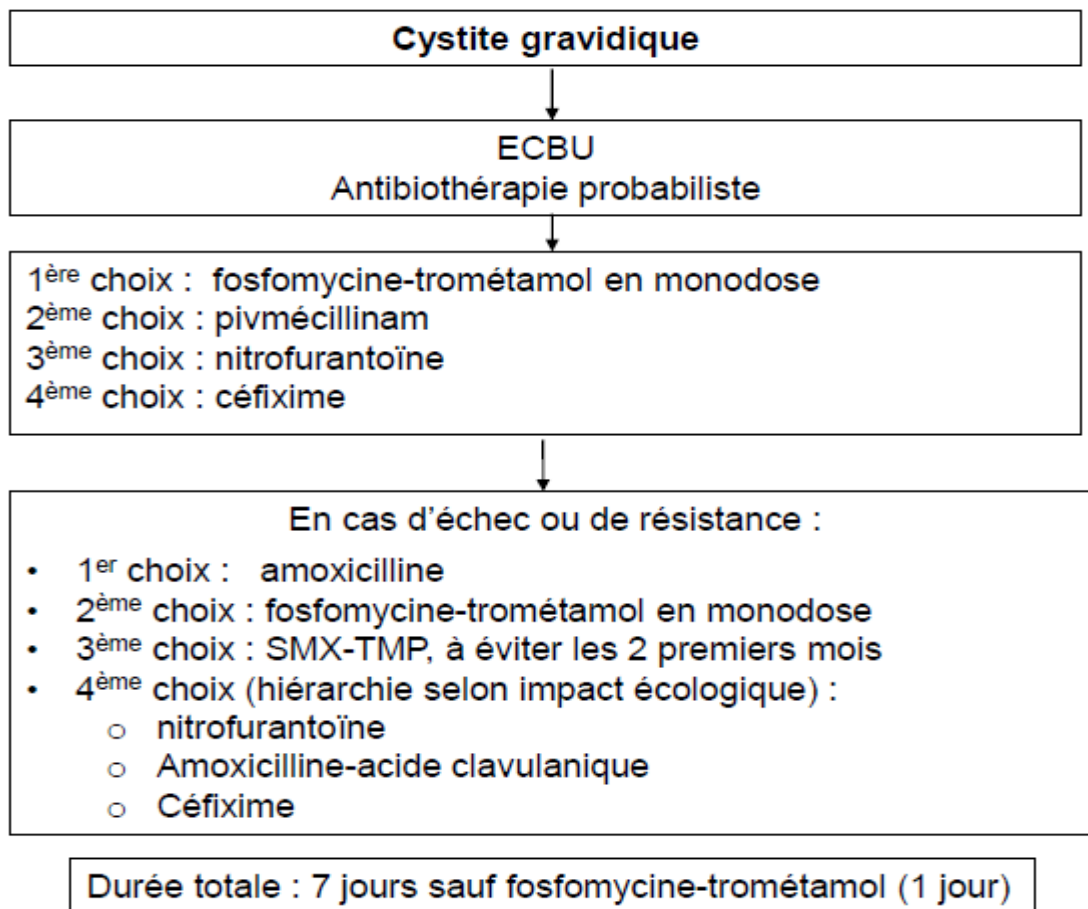 Cystite gravidique
ECBU
Antibiothérapie probabiliste
1ère choix : fosfomycine-trométamol en monodose
2ème choix : pivmécillinam
3ème choix : nitrofurantoïne
4ème choix : céfixime
En cas d'échec ou de résistance :
• 1er choix : amoxicilline
• 2ème choix : fosfomycine-trométamol en monodose
• 3ème choix : SMX-TMP, à éviter les 2 premiers mois
• 4ème choix (hiérarchie selon impact écologique) :
o nitrofurantoïne
o Amoxicilline-acide clavulanique
o Céfixime
Durée totale : 7 jours sauf fosfomycine-trométamol (1 jour)